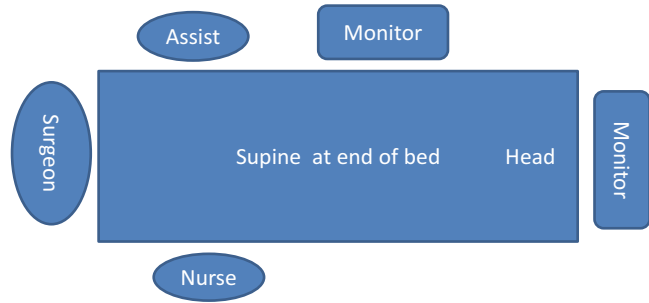 Assist
Monitor
Surgeon
Supine at end of bed
Head
Monitor
Nurse